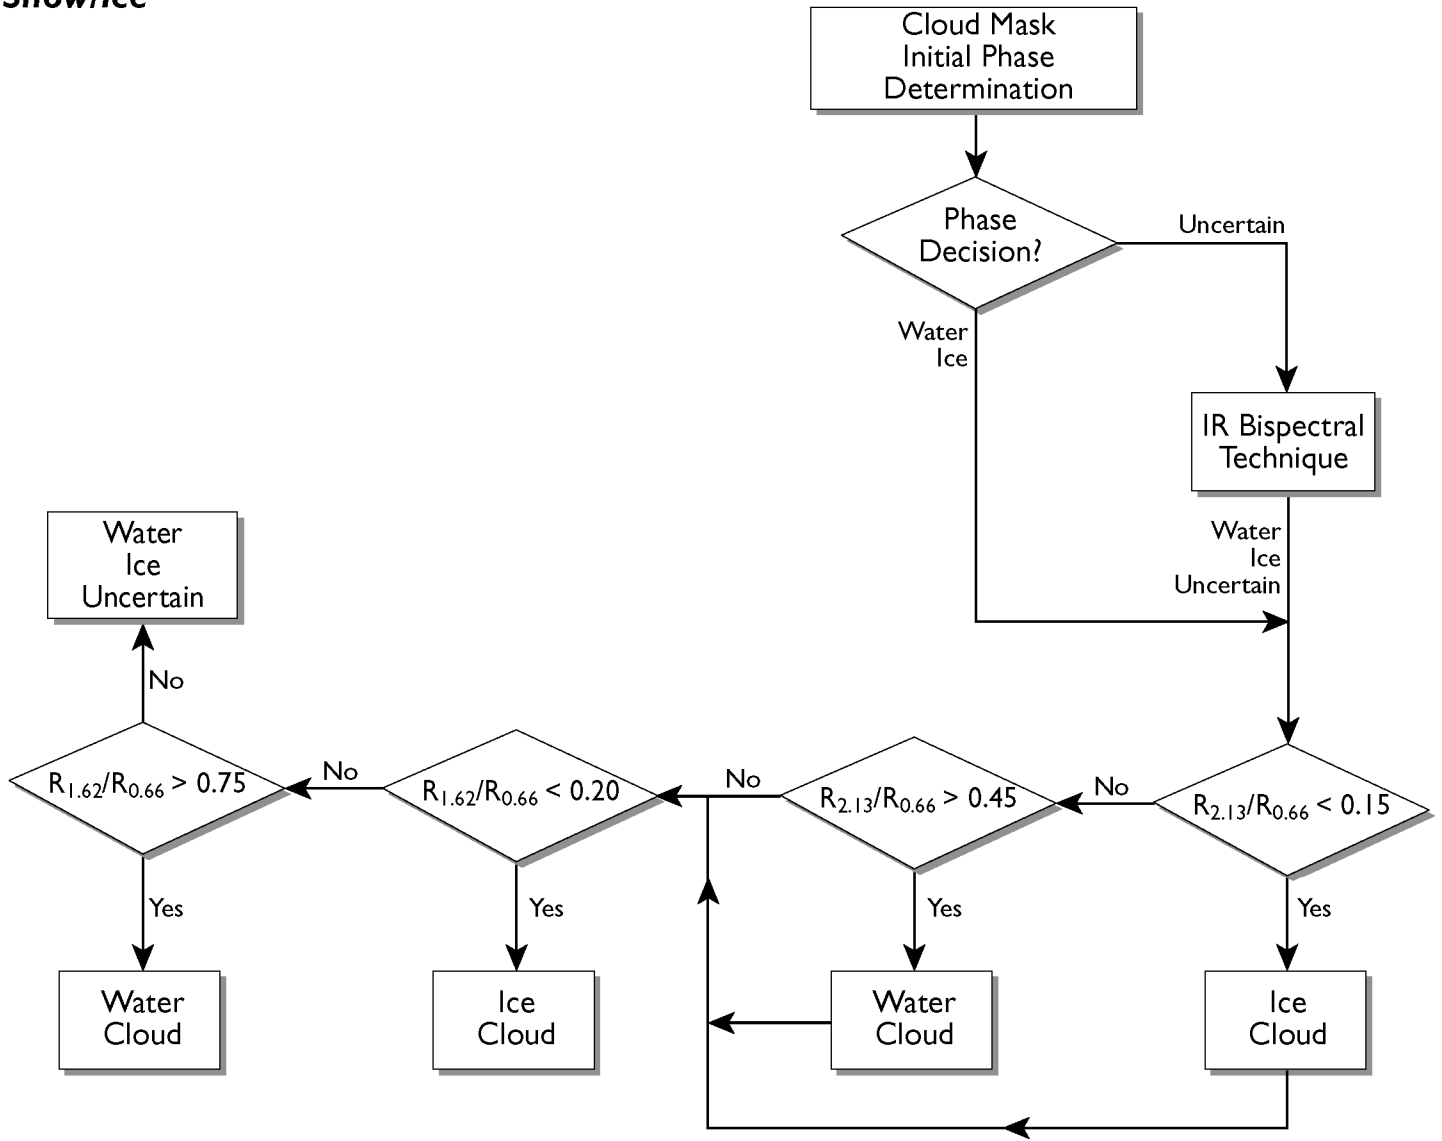 Snow/Ice
Cloud Mask
Initial Phase
Determination
Phase
Decision?
Uncertain
Water
Ice
IR Bispectral
Technique
Water
Ice
Uncertain
Water
Ice
Uncertain
No
R1.62/R0.66 > 0.75
No
R1.62/R0.66 < 0.20
No
R2.13/R0.66 > 0.45
No
R2.13/R0.66 < 0.15
Yes
Yes
Yes
Yes
Water
Cloud
Ice
Cloud
Water
Cloud
Ice
Cloud